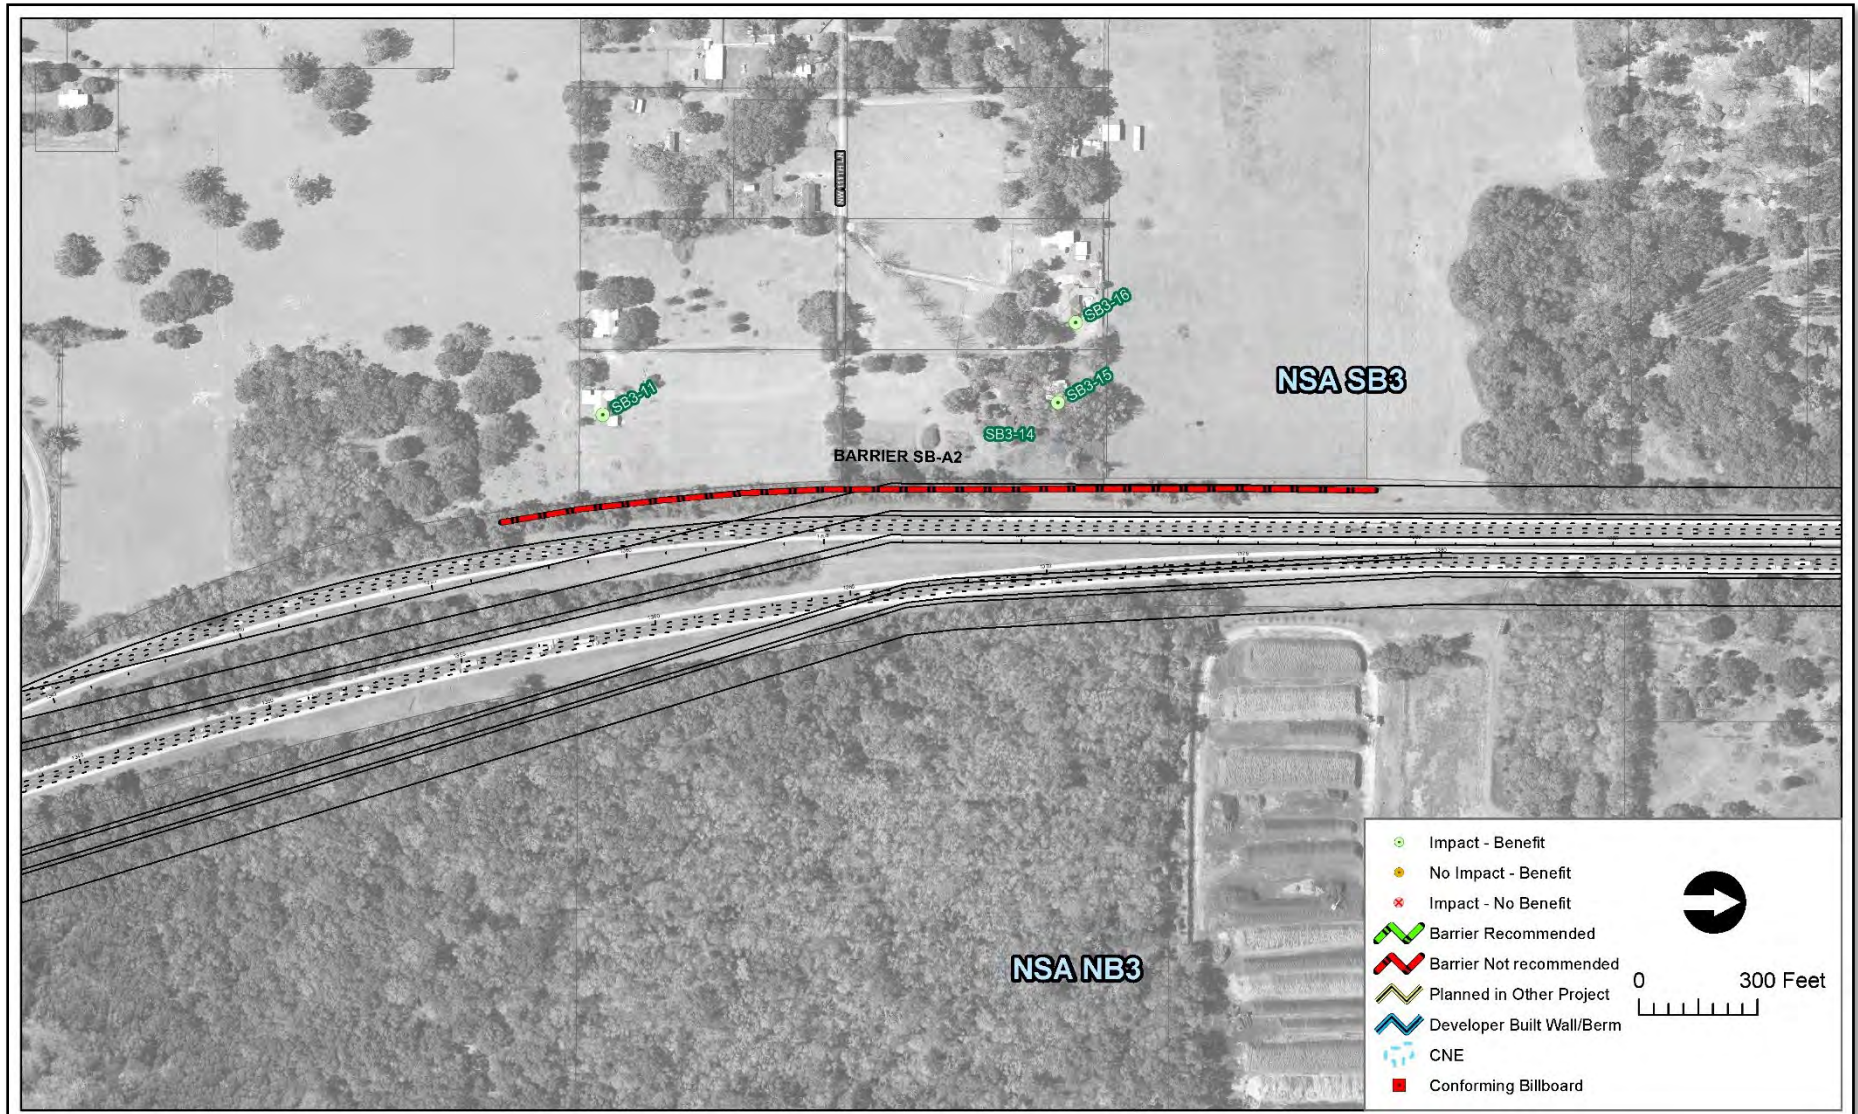 SB3-16
NSA SB3
SB3-15
SB3-11
SB3-14
BARRIER SB-A2
NSA NB3
Impact - Benefit
No Impact - Benefit
Impact - No Benefit
Barrier Recommended
Barrier Not recommended
Planned in Other Project
Developer Built Wall/Berm
CNE
Conforming Billboard
0 300 Feet